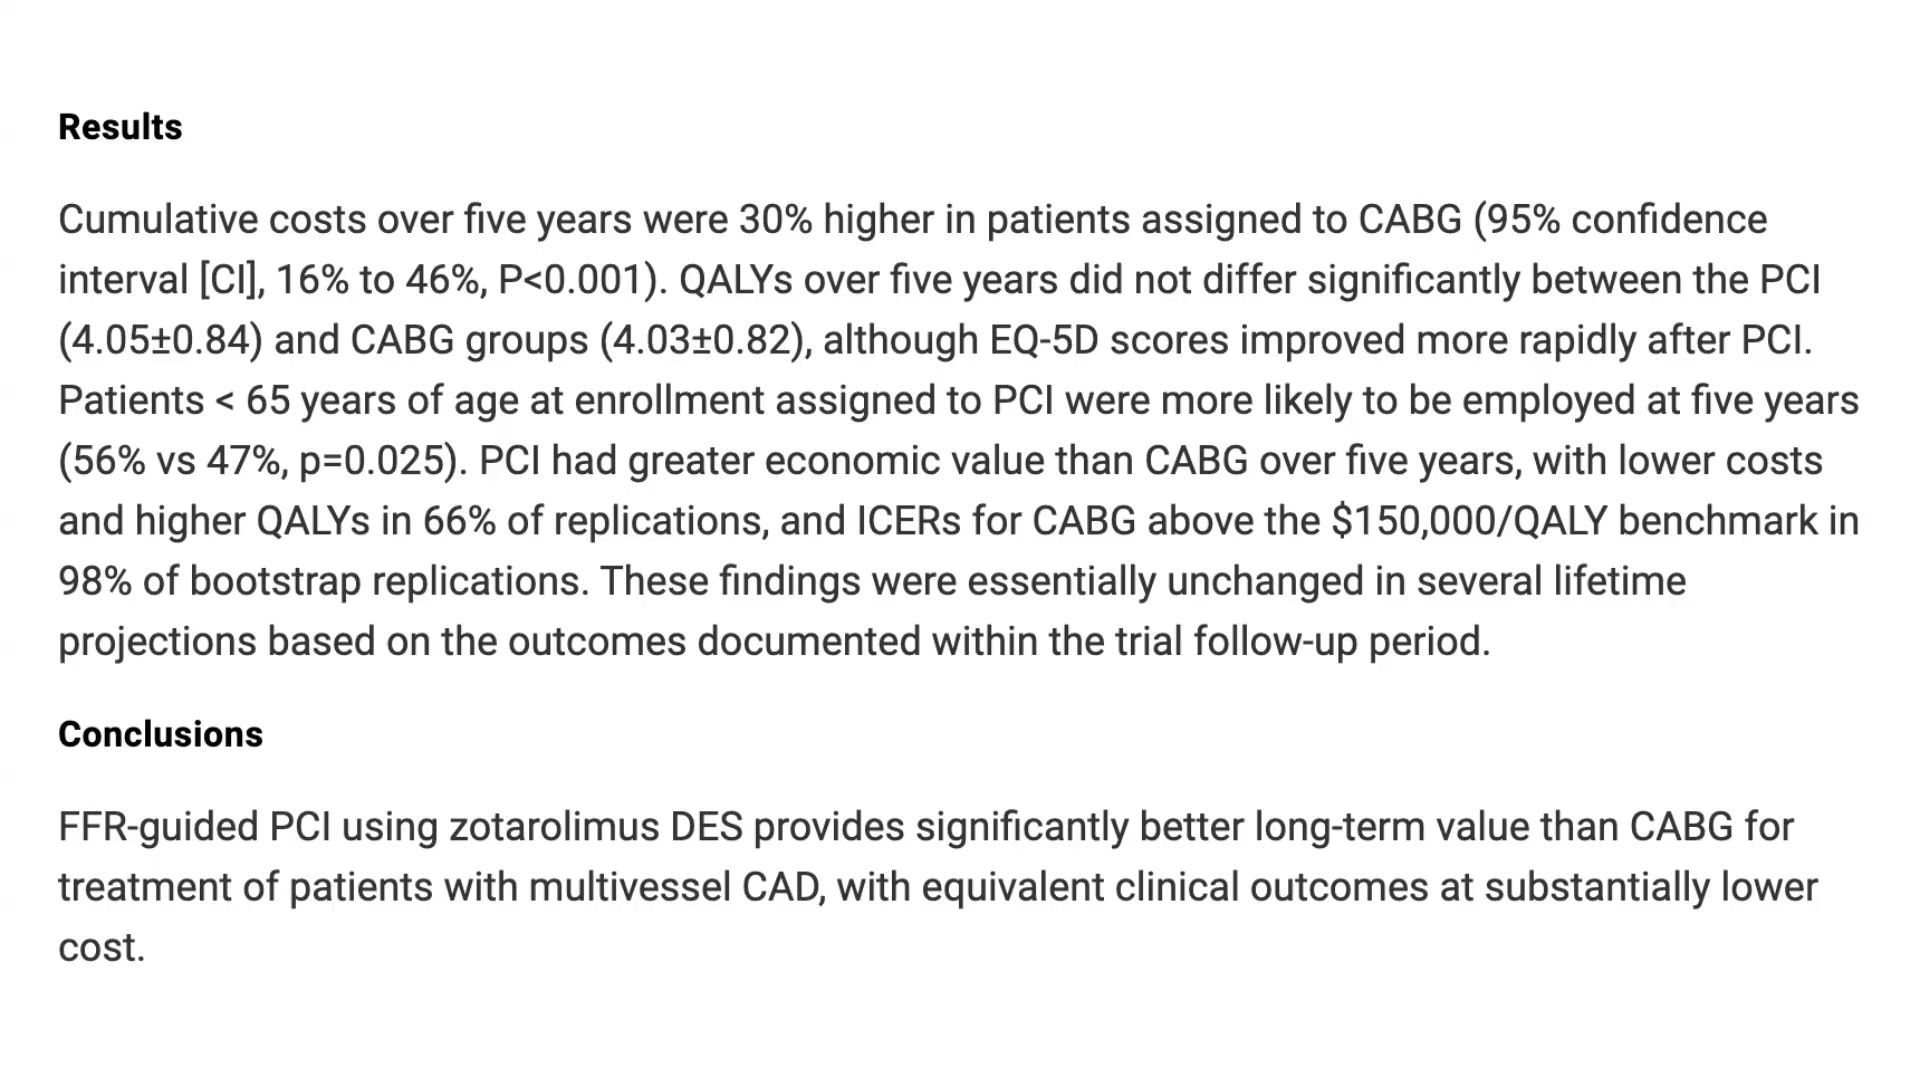 Results
Cumulative costs over five years were 30% higher in patients assigned to CABG (95% confidence
interval [CI], 16% to 46%, P<0.001). QALYs over five years did not differ significantly between the PCI
(4.05±0.84) and CABG groups (4.03±0.82), although EQ-5D scores improved more rapidly after PCI.
Patients < 65 years of age at enrollment assigned to PCI were more likely to be employed at five years
(56% vs 47%, p=0.025). PCI had greater economic value than CABG over five years, with lower costs
and higher QALYs in 66% of replications, and ICERs for CABG above the $150,000/QALY benchmark in
98% of bootstrap replications. These findings were essentially unchanged in several lifetime
projections based on the outcomes documented within the trial follow-up period.
Conclusions
FFR-guided PCI using zotarolimus DES provides significantly better long-term value than CABG for
treatment of patients with multivessel CAD, with equivalent clinical outcomes at substantially lower
cost.